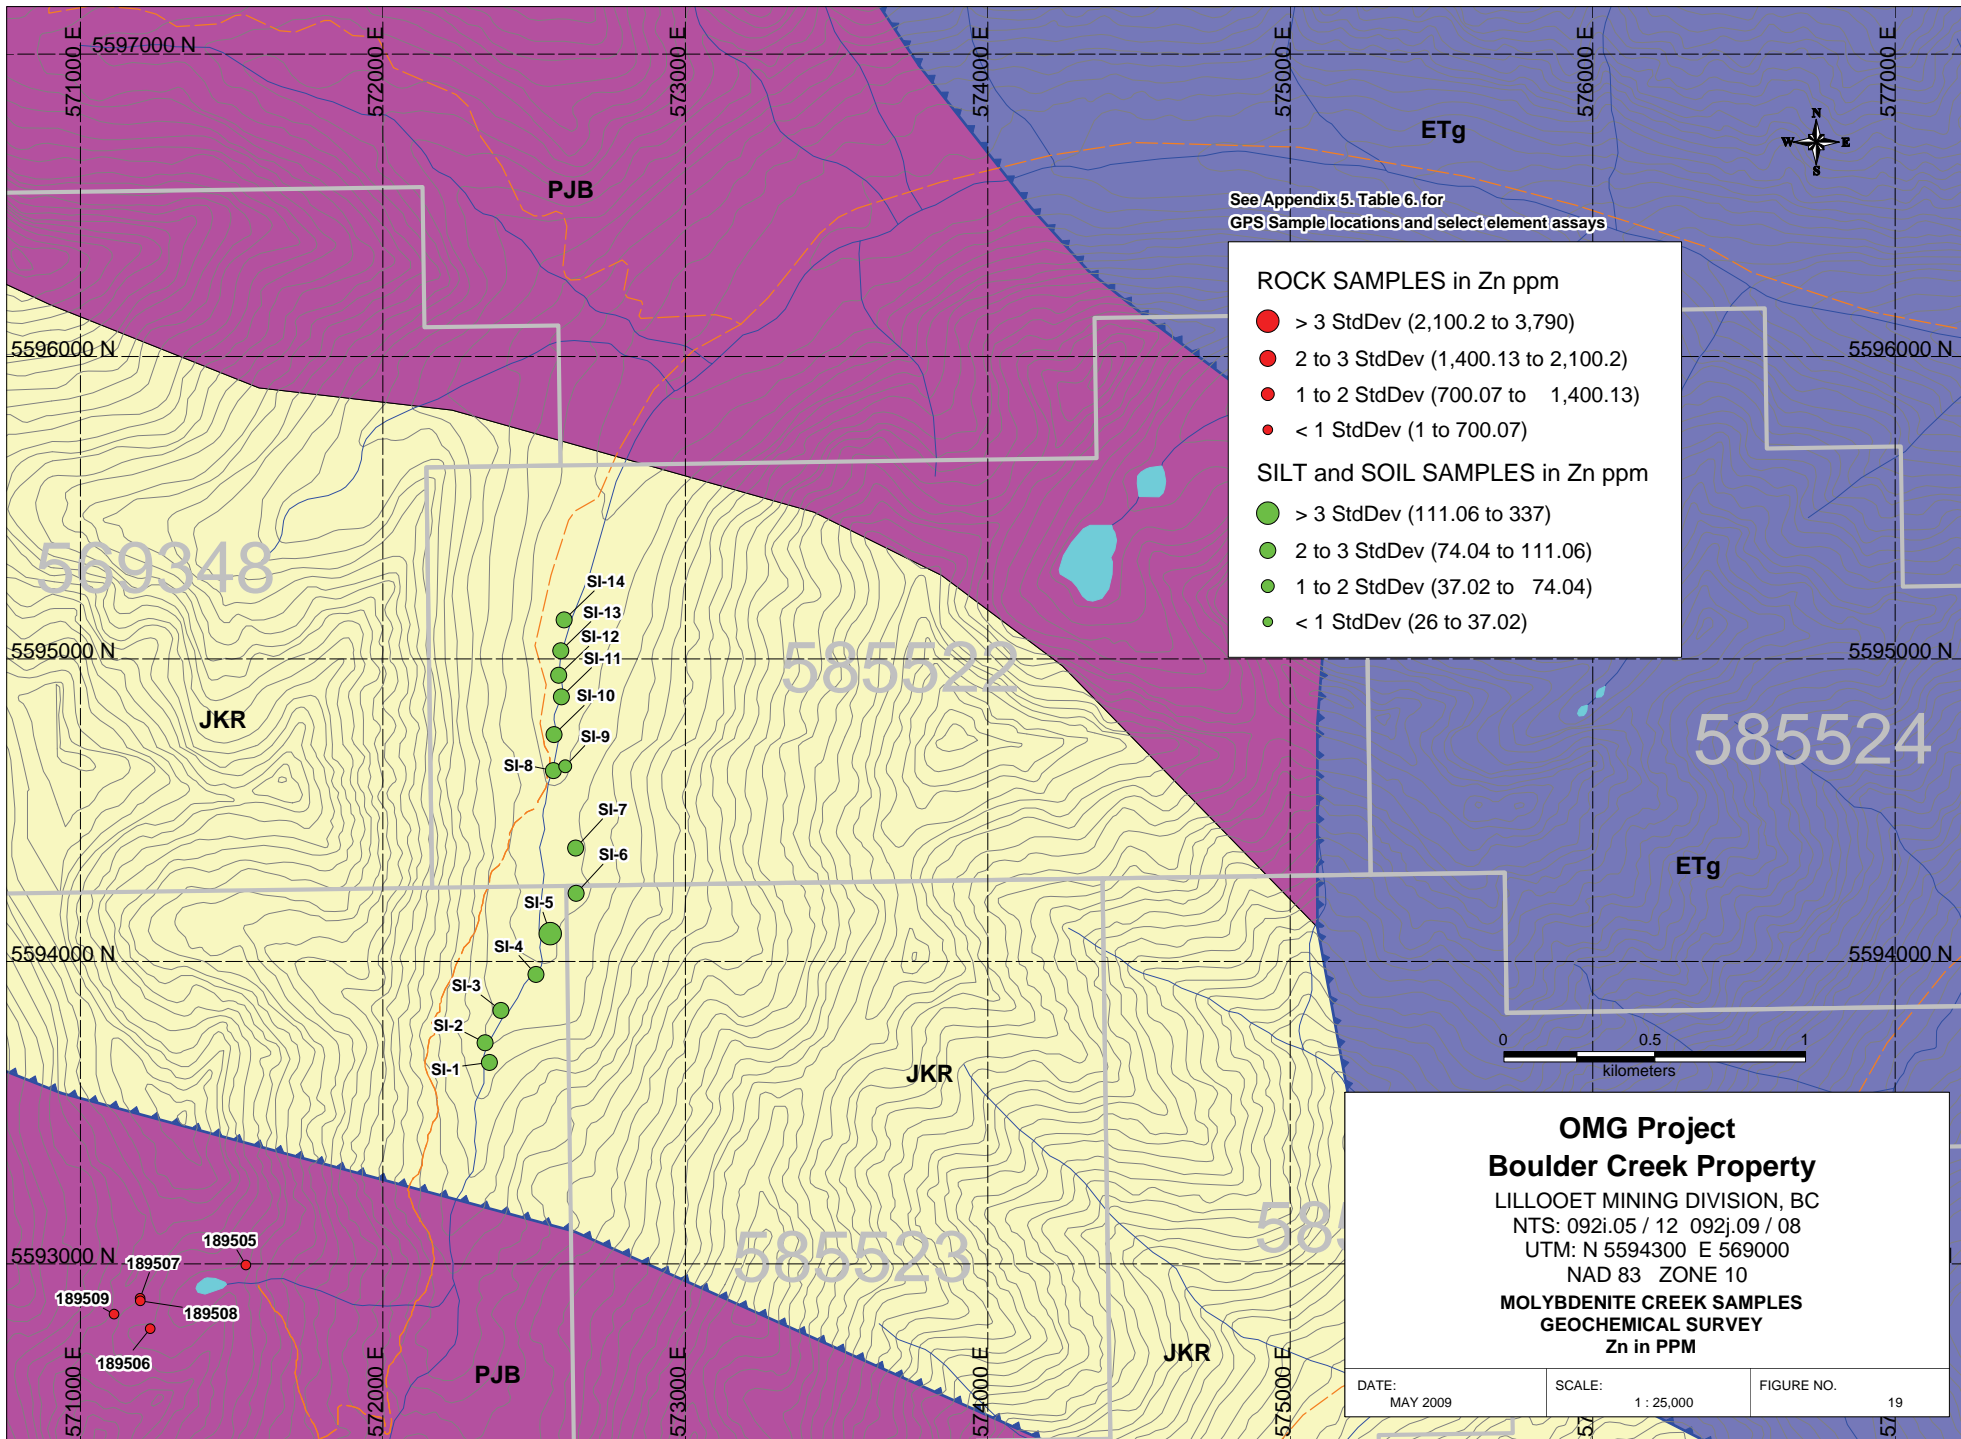 571000 E
572000 E
573000 E
574000 E
575000 E
576000 E
577000 E
5597000 N
ETg
N
W E
S
PJB
See Appendix 5. Table 6. for
GPS Sample locations and select element assays
ROCK SAMPLES in Zn ppm
> 3 StdDev (2,100.2 to 3,790)
2 to 3 StdDev (1,400.13 to 2,100.2)
1 to 2 StdDev (700.07 to 1,400.13)
< 1 StdDev (1 to 700.07)
SILT and SOIL SAMPLES in Zn ppm
> 3 StdDev (111.06 to 337)
2 to 3 StdDev (74.04 to 111.06)
1 to 2 StdDev (37.02 to 74.04)
< 1 StdDev (26 to 37.02)
5596000 N
5596000 N
569348
SI-14
SI-13
SI-12
SI-11
5595000 N
5595000 N
585522
SI-10
JKR
585524
SI-9
SI-8
SI-7
SI-6
ETg
SI-5
SI-4
5594000 N
5594000 N
SI-3
SI-2
SI-1
0 0.5 1
kilometers
JKR
OMG Project
Boulder Creek Property
LILLOOET MINING DIVISION, BC
NTS: 092i.05 / 12 092j.09 / 08
UTM: N 5594300 E 569000
NAD 83 ZONE 10
MOLYBDENITE CREEK SAMPLES
GEOCHEMICAL SURVEY
Zn in PPM
DATE:
MAY 2009
SCALE:
1 : 25,000
FIGURE NO.
19
585523
5593000 N
189505
189507
189509
189508
189506
PJB
JKR
571000 E
572000 E
573000 E
574000 E
575000 E